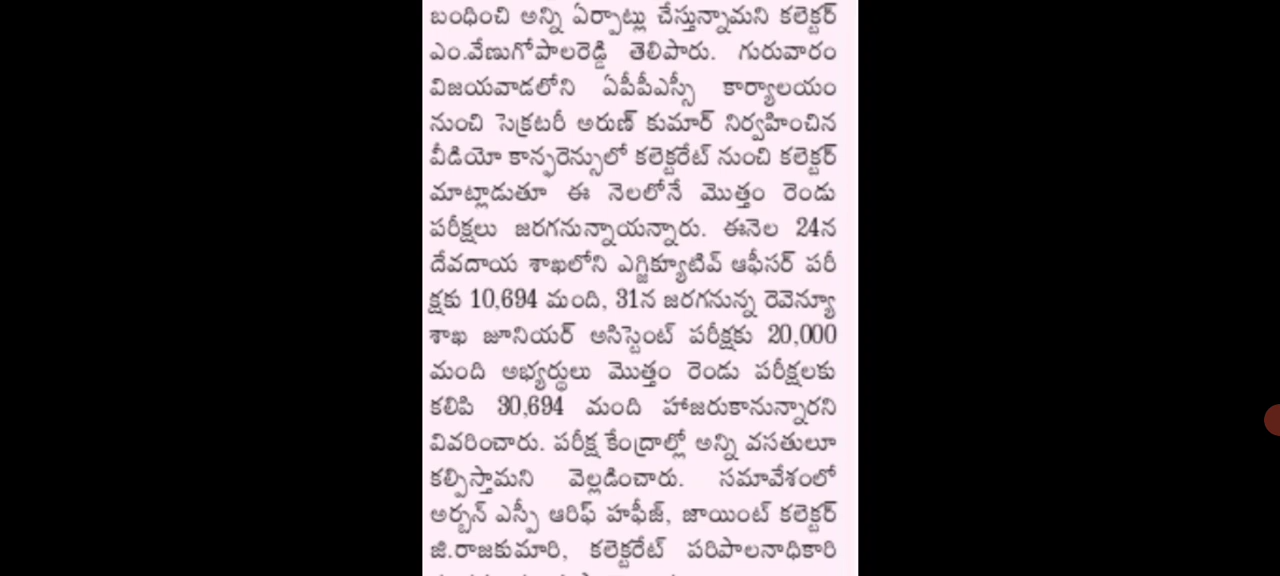 బంధించి అన్ని ఏర్పాట్లు చేస్తున్నామని కలెక్టర్
ఎం.వేణుగోపాలరెడ్డి తెలిపారు. గురువారం
విజయవాడలోని ఏపీపీఎస్సీ కార్యాలయం
నుంచి సెక్రటరీ అరుణ్ కుమార్ నిర్వహించిన
వీడియో కాన్ఫరెన్సులో కలెక్టరేట్ నుంచి కలెక్టర్
మాట్లాడుతూ ఈ నెలలోనే మొత్తం రెండు
పరీక్షలు జరగనున్నాయన్నారు. ఈనెల 24న
దేవదాయ శాఖలోని ఎగ్జిక్యూటివ్ ఆఫీసర్ పరీ
క్షకు 10,694 మంది, 31న జరగనున్న రెవెన్యూ
శాఖ జూనియర్ అసిస్టెంట్ పరీక్షకు 20,000
మంది అభ్యర్థులు మొత్తం రెండు పరీక్షలకు
కలిపి 30,694 మంది హాజరుకానున్నారని
వివరించారు. పరీక్ష కేంద్రాల్లో అన్ని వసతులూ
కల్పిస్తామని వెల్లడించారు. సమావేశంలో
అర్బన్ ఎస్పీ ఆరిఫ్ హఫీజ్, జాయింట్ కలెక్టర్
జి.రాజకుమారి, కలెక్టరేట్ పరిపాలనాధికారి